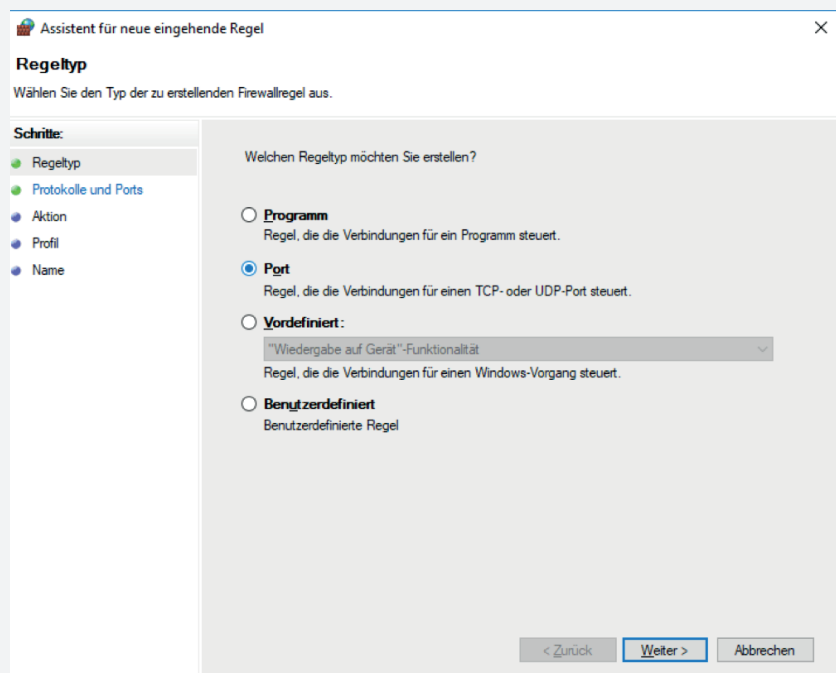 Assistent für neue eingehende Regel
Regeltyp
Wählen Sie den Typ der zu erstellenden Firewallregel aus.
Schritte:
Regeltyp
Protokolle und Ports
Aktion
Profil
Name
Welchen Regeltyp möchten Sie erstellen?
Programm
Regel, die die Verbindungen für ein Programm steuert.
Port
Regel, die die Verbindungen für einen TCP- oder UDP-Port steuert.
Vordefiniert:
"Wiedergabe auf Gerät"-Funktionalität
Regel, die die Verbindungen für einen Windows-Vorgang steuert.
Benutzerdefiniert
Benutzerdefinierte Regel
< Zurück Weiter > Abbrechen